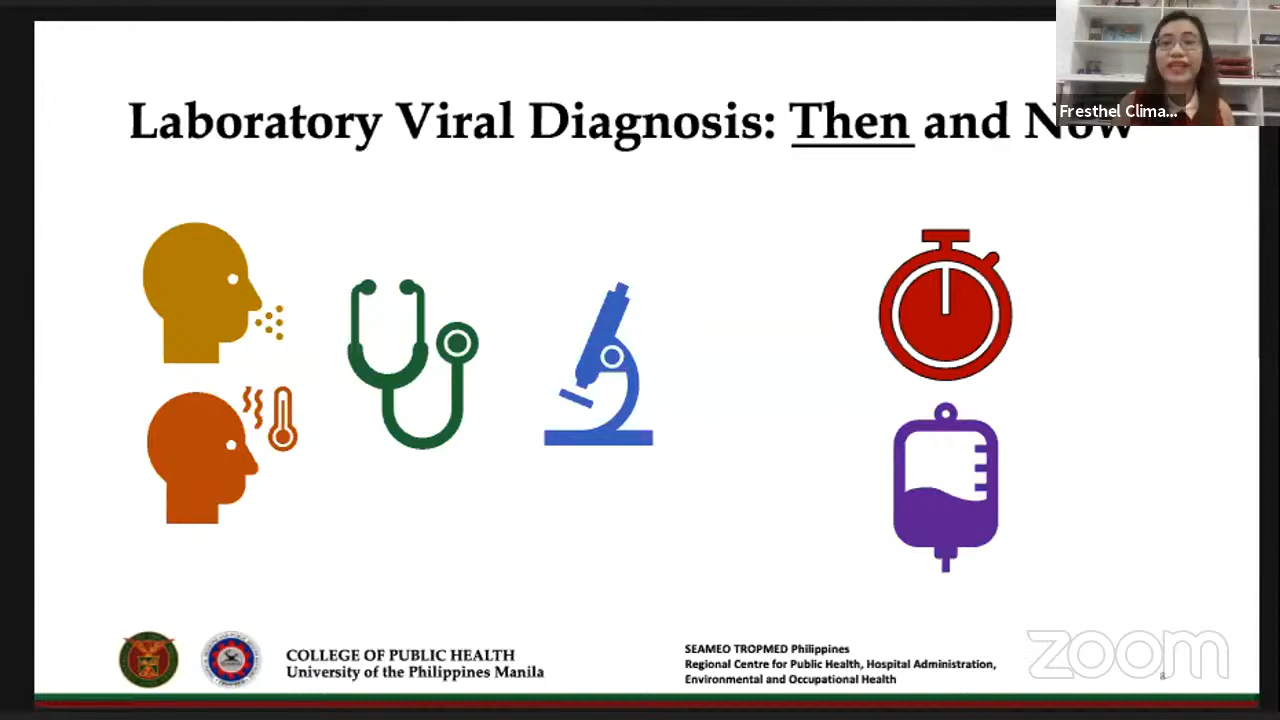 Laboratory Viral Diagnosis: Then and Now
Fresthel Clima...
COLLEGE OF PUBLIC HEALTH
University of the Philippines Manila
SEAMEO TROPMED Philippines
Regional Centre for Public Health, Hospital Administration,
Environmental and Occupational Health
zoom